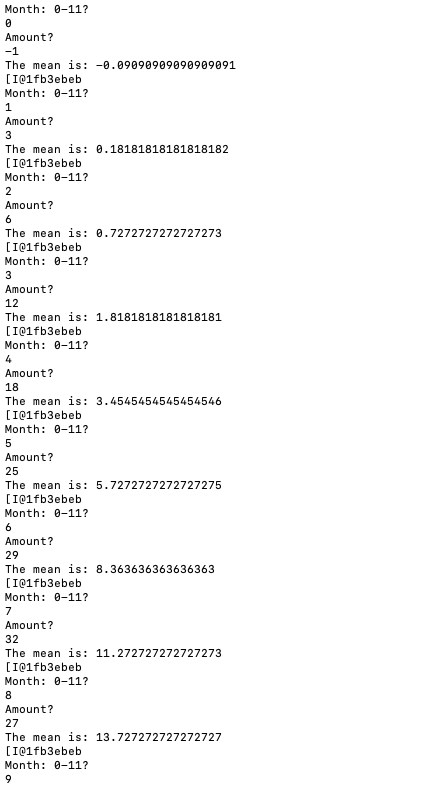 Month: 0-11?
0
Amount?
-1
The mean is: -0.09090909090909091
[I@1fb3ebeb
Month: 0-11?
1
Amount?
3
The mean is: 0.18181818181818182
[I@1fb3ebeb
Month: 0-11?
2
Amount?
6
The mean is: 0.7272727272727273
[I@1fb3ebeb
Month: 0-11?
3
Amount?
12
The mean is: 1.8181818181818181
[I@1fb3ebeb
Month: 0-11?
4
Amount?
18
The mean is: 3.4545454545454546
[I@1fb3ebeb
Month: 0-11?
5
Amount?
25
The mean is: 5.7272727272727275
[I@1fb3ebeb
Month: 0-11?
6
Amount?
29
The mean is: 8.363636363636363
[I@1fb3ebeb
Month: 0-11?
7
Amount?
32
The mean is: 11.272727272727273
[I@1fb3ebeb
Month: 0-11?
8
Amount?
27
The mean is: 13.727272727272727
[I@1fb3ebeb
Month: 0-11?
9